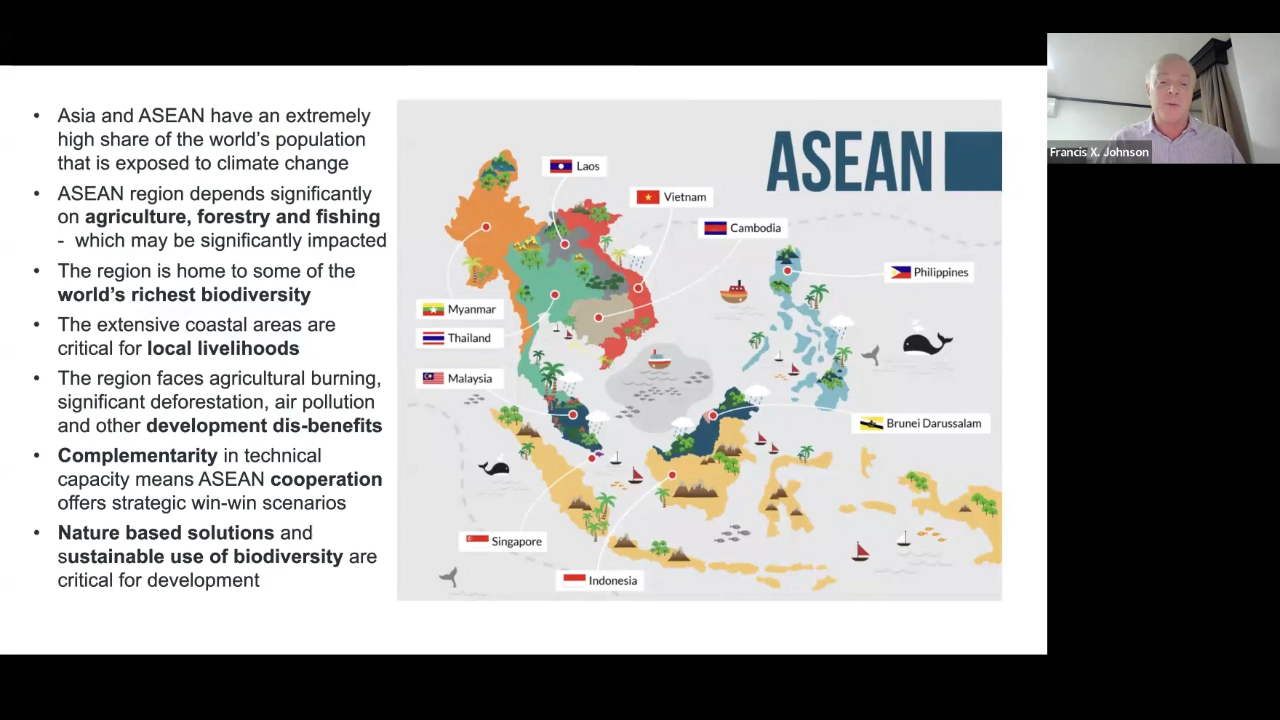 • Asia and ASEAN have an extremely
high share of the world's population
that is exposed to climate change
• ASEAN region depends significantly
on agriculture, forestry and fishing
- which may be significantly impacted
• The region is home to some of the
world's richest biodiversity
• The extensive coastal areas are
critical for local livelihoods
• The region faces agricultural burning,
significant deforestation, air pollution
and other development dis-benefits
• Complementarity in technical
capacity means ASEAN cooperation
offers strategic win-win scenarios
• Nature based solutions and
sustainable use of biodiversity are
critical for development
ASEAN
Laos
Vietnam
Cambodia
Philippines
Myanmar
Thailand
Malaysia
Brunei Darussalam
Singapore
Indonesia
Francis X. Johnson